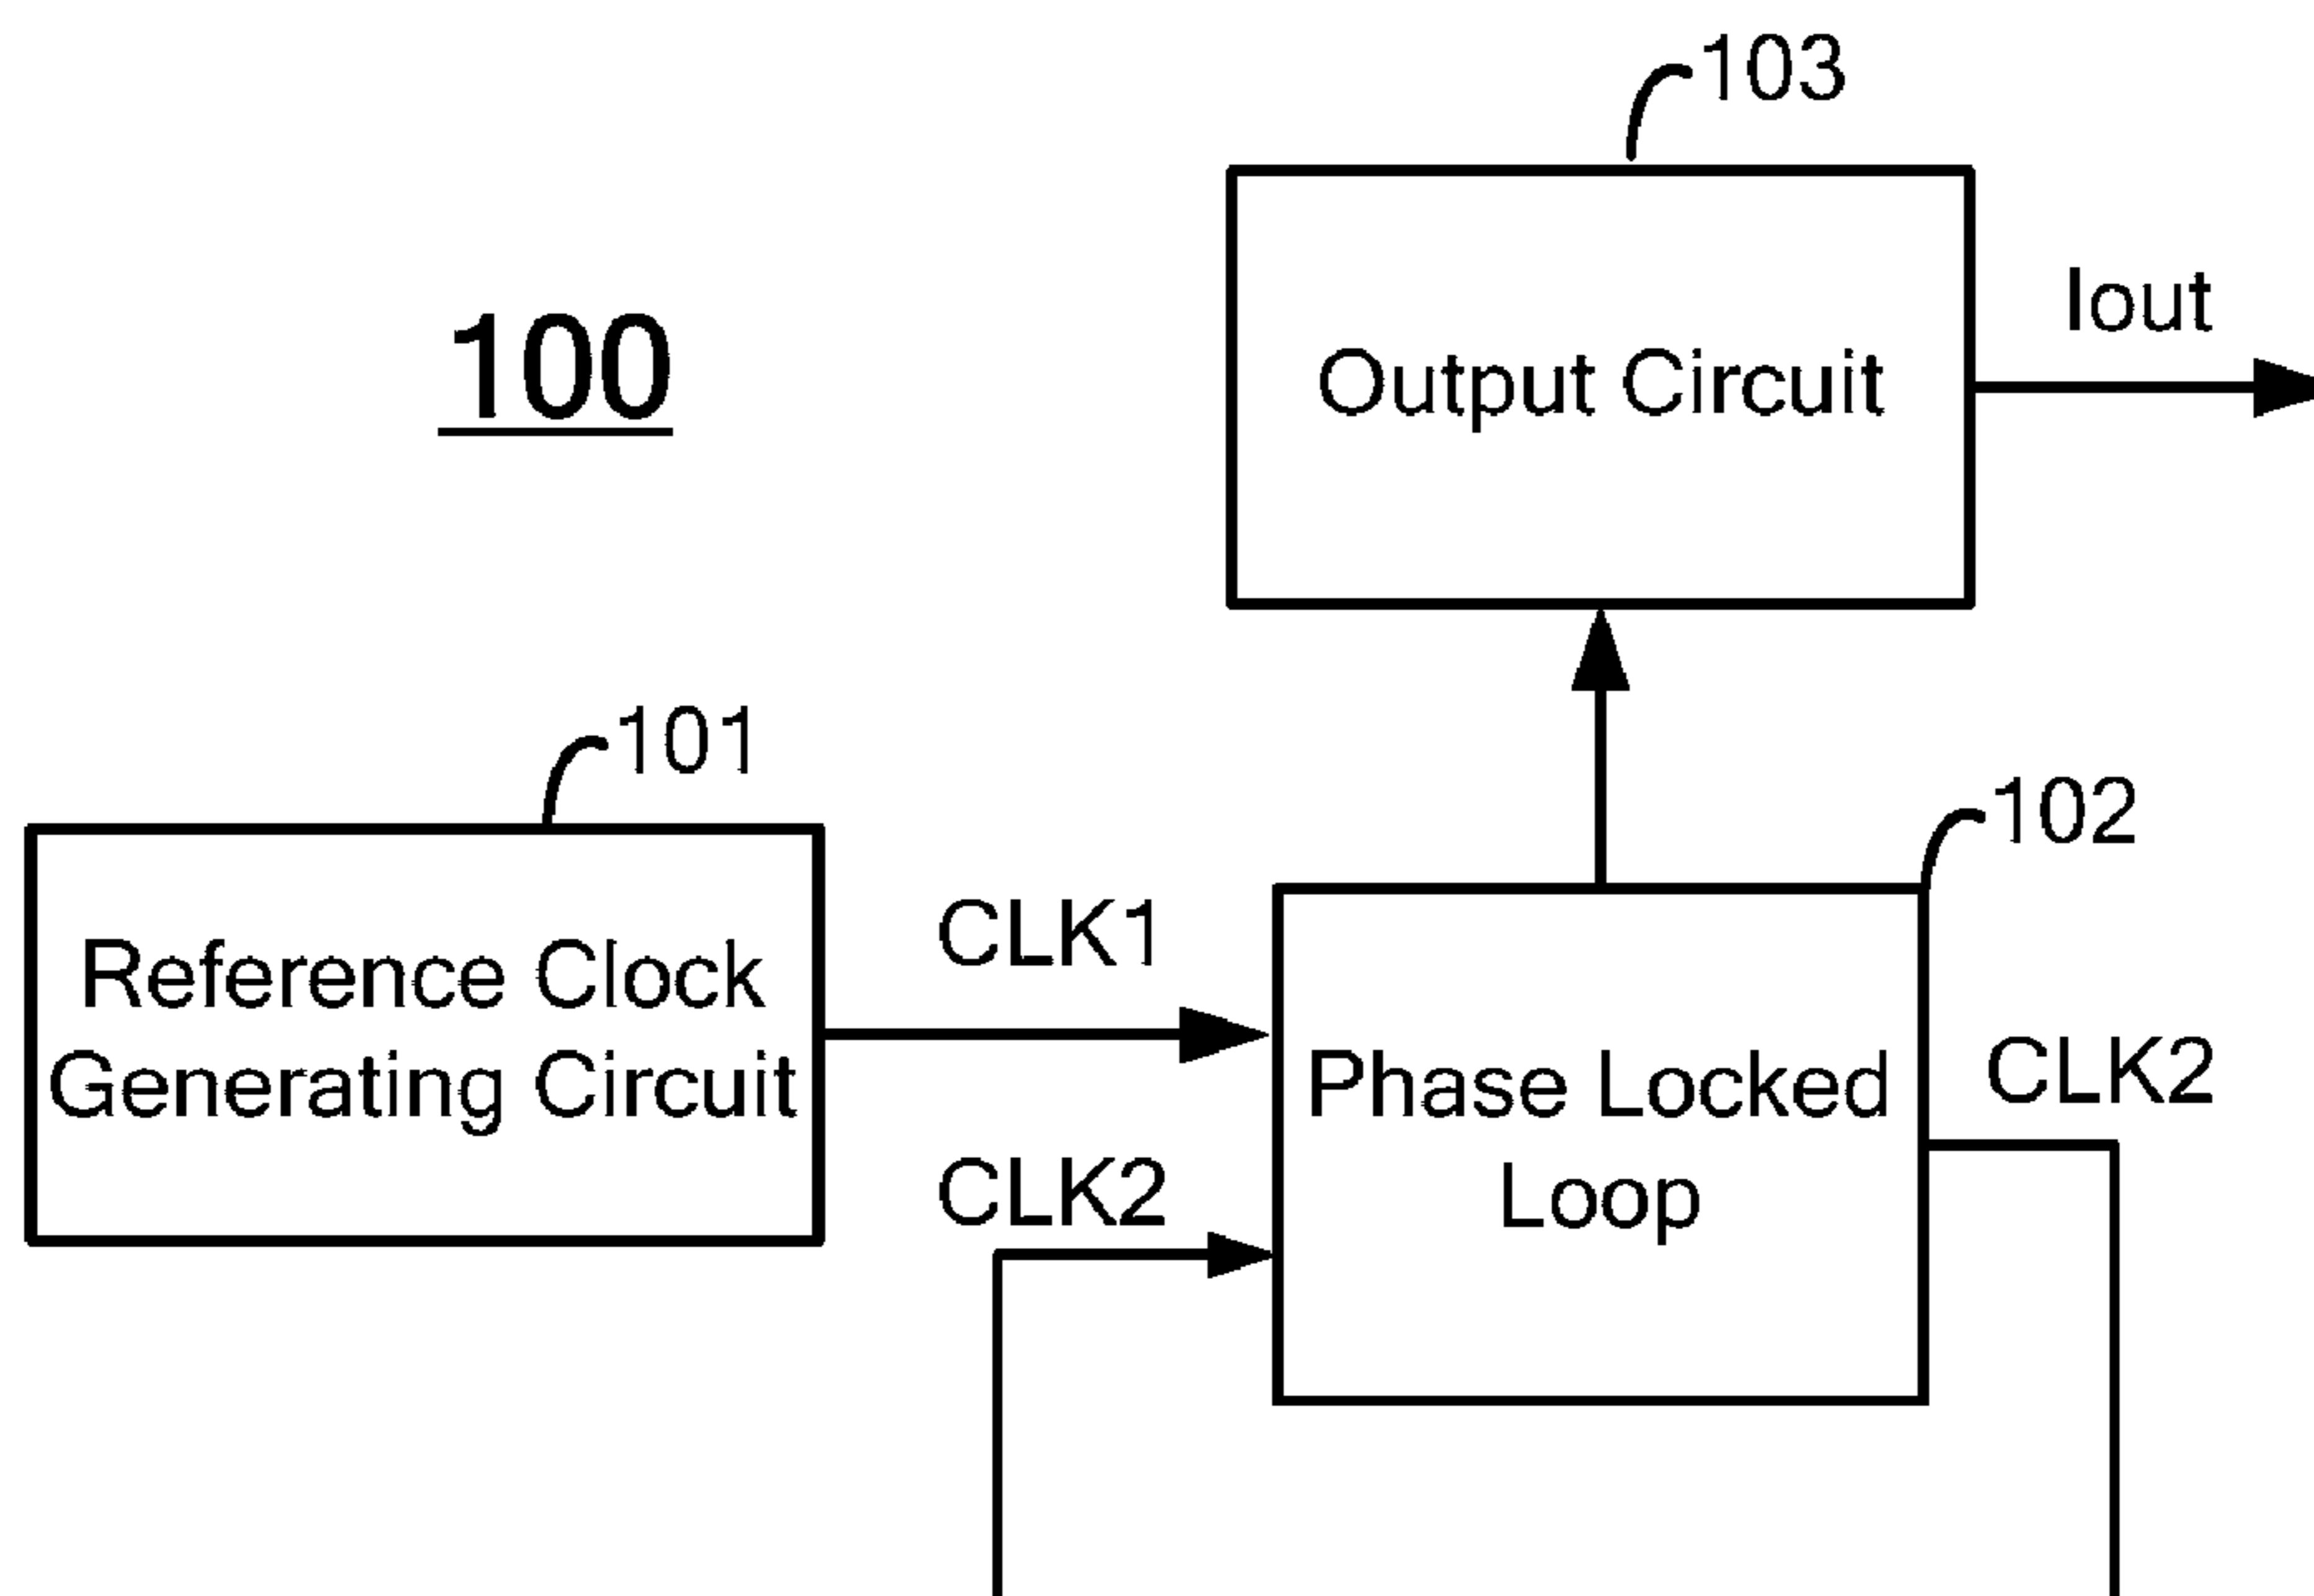 103
Iout
Output Circuit
100
101
102
CLK1
Reference Clock
Generating Circuit
Phase Locked
Loop
CLK2
CLK2